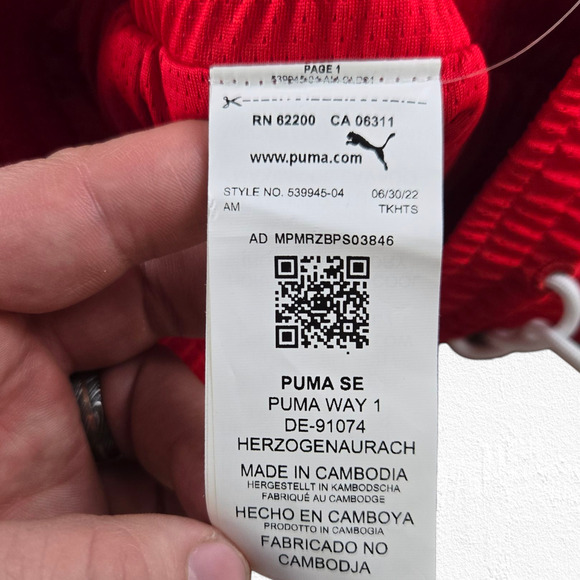 PAGE 1
RN 62200 CA 06311
www.puma.com
STYLE NO. 539945-04 06/30/22
AM TKHTS
AD MPMRZBPS03846
PUMA SE
PUMA WAY 1
DE-91074
HERZOGENAURACH
MADE IN CAMBODIA
HERGESTELLT IN KAMBODSCHA
FABRIQUÉ AU CAMBODGE
HECHO EN CAMBOYA
PRODOTTO IN CAMBOGIA
FABRICADO NO
CAMBODJA